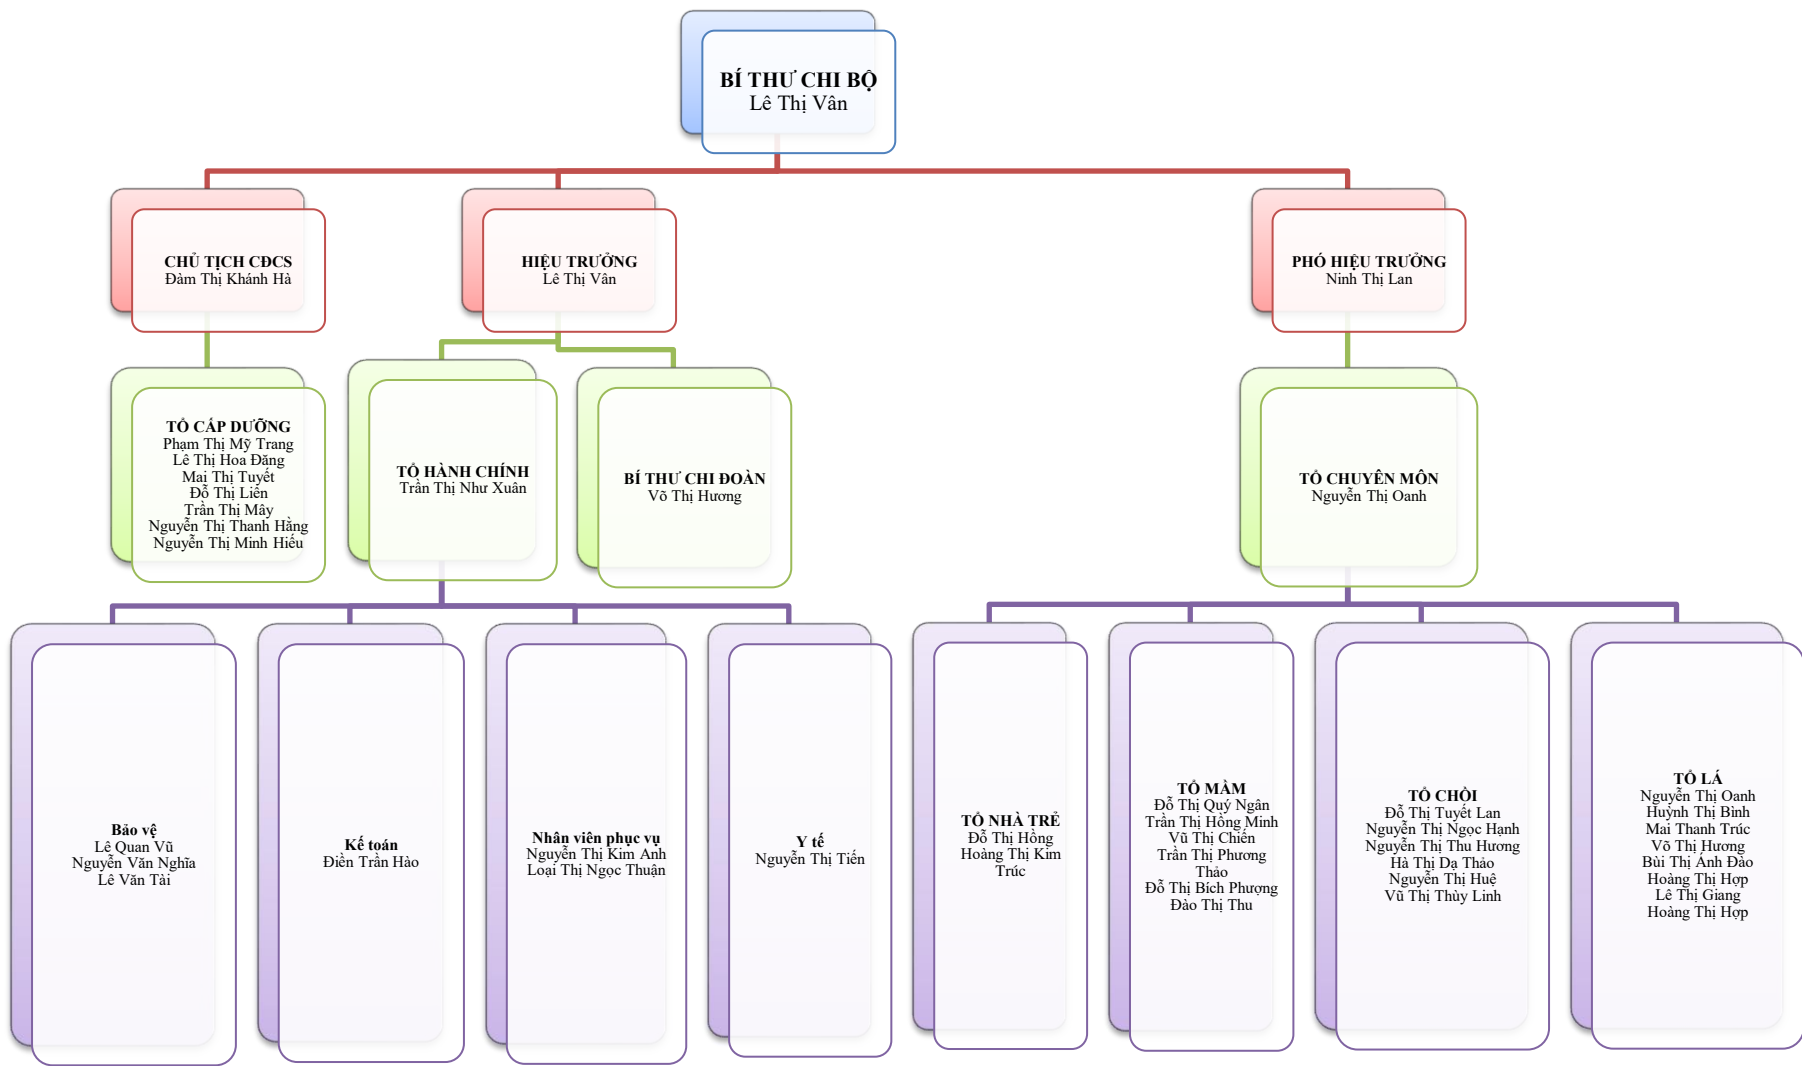 BÍ THƯ CHI BỘ
Lê Thị Vân
CHỦ TỊCH CĐCS
Đàm Thị Khánh Hà
HIỆU TRƯỞNG
Lê Thị Vân
PHÓ HIỆU TRƯỞNG
Ninh Thị Lan
TỔ CẤP DƯỠNG
Phạm Thị Mỹ Trang
Lê Thị Hoa Đăng
Mai Thị Tuyết
Đỗ Thị Liên
Trần Thị Mây
Nguyễn Thị Thanh Hằng
Nguyễn Thị Minh Hiếu
TỔ HÀNH CHÍNH
Trần Thị Như Xuân
BÍ THƯ CHI ĐOÀN
Võ Thị Hương
TỔ CHUYÊN MÔN
Nguyễn Thị Oanh
Bảo vệ
Lê Quan Vũ
Nguyễn Văn Nghĩa
Lê Văn Tài
Kế toán
Điền Trần Hào
Nhân viên phục vụ
Nguyễn Thị Kim Anh
Loại Thị Ngọc Thuận
Y tế
Nguyễn Thị Tiến
TỔ NHÀ TRẺ
Đỗ Thị Hồng
Hoàng Thị Kim
Trúc
TỔ MẦM
Đỗ Thị Quý Ngân
Trần Thị Hồng Minh
Vũ Thị Chiến
Trần Thị Phương
Thảo
Đỗ Thị Bích Phượng
Đào Thị Thu
TỔ CHỒI
Đỗ Thị Tuyết Lan
Nguyễn Thị Ngọc Hạnh
Nguyễn Thị Thu Hương
Hà Thị Dạ Thảo
Nguyễn Thị Huệ
Vũ Thị Thùy Linh
TỔ LÁ
Nguyễn Thị Oanh
Huỳnh Thị Bình
Mai Thanh Trúc
Võ Thị Hương
Bùi Thị Ánh Đào
Hoàng Thị Hợp
Lê Thị Giang
Hoàng Thị Hợp